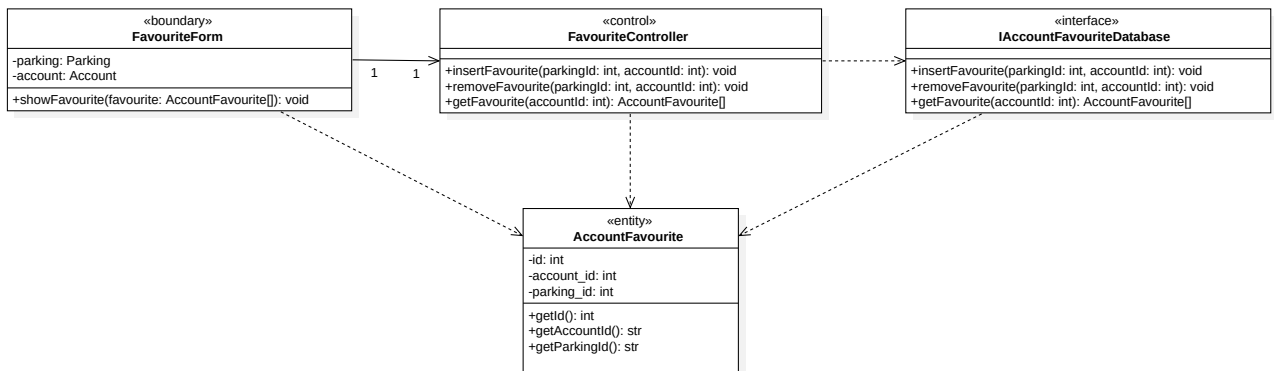 «boundary»
FavouriteForm
-parking: Parking
-account: Account
+showFavourite(favourite: AccountFavourite[]): void
1
1
«control»
FavouriteController
+insertFavourite(parkingId: int, accountId: int): void
+removeFavourite(parkingId: int, accountId: int): void
+getFavourite(accountId: int): AccountFavourite[]
«interface»
IAccountFavouriteDatabase
+insertFavourite(parkingId: int, accountId: int): void
+removeFavourite(parkingId: int, accountId: int): void
+getFavourite(accountId: int): AccountFavourite[]
«entity»
AccountFavourite
-id: int
-account_id: int
-parking_id: int
+getId(): int
+getAccountId(): str
+getParkingId(): str